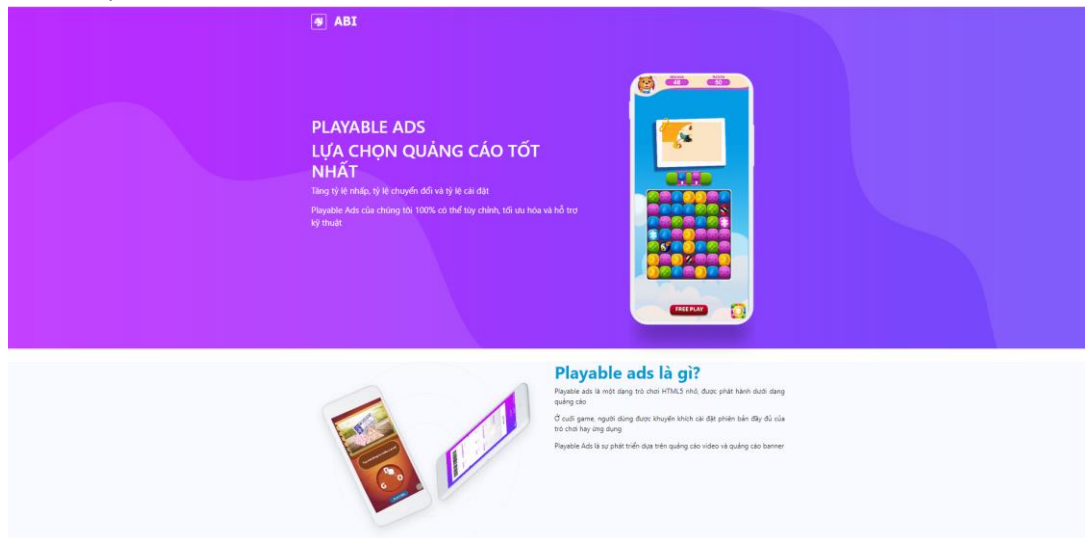 ABI
PLAYABLE ADS
LỰA CHỌN QUẢNG CÁO TỐT
NHẤT
Tăng tỷ lệ nhấp, tỷ lệ chuyển đổi và tỷ lệ cài đặt
Playable Ads của chúng tôi 100% có thể tùy chỉnh, tối ưu hóa và hỗ trợ
kỹ thuật
FREE PLAY
Playable ads là gì?
Playable ads là một dạng trò chơi HTML5 nhỏ, được phát hành dưới dạng
quảng cáo
Ở cuối game, người dùng được khuyến khích cài đặt phiên bản đầy đủ của
trò chơi hay ứng dụng
Playable Ads là sự phát triển dựa trên quảng cáo video và quảng cáo banner